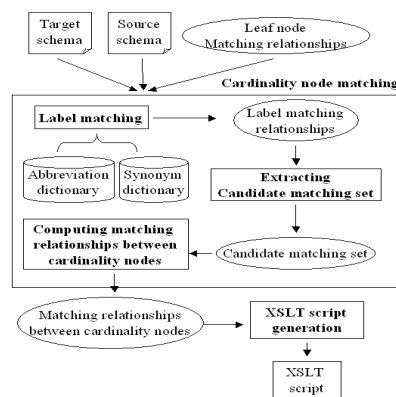 Target
schema
Source
schema
Leaf node
Matching relationships
Cardinality node matching
Label matching
Label matching
relationships
Abbreviation
dictionary
Synonym
dictionary
Extracting
Candidate matching set
Computing matching
relationships between
cardinality nodes
Candidate matching set
Matching relationships
between cardinality nodes
XSLT script
generation
XSLT
script